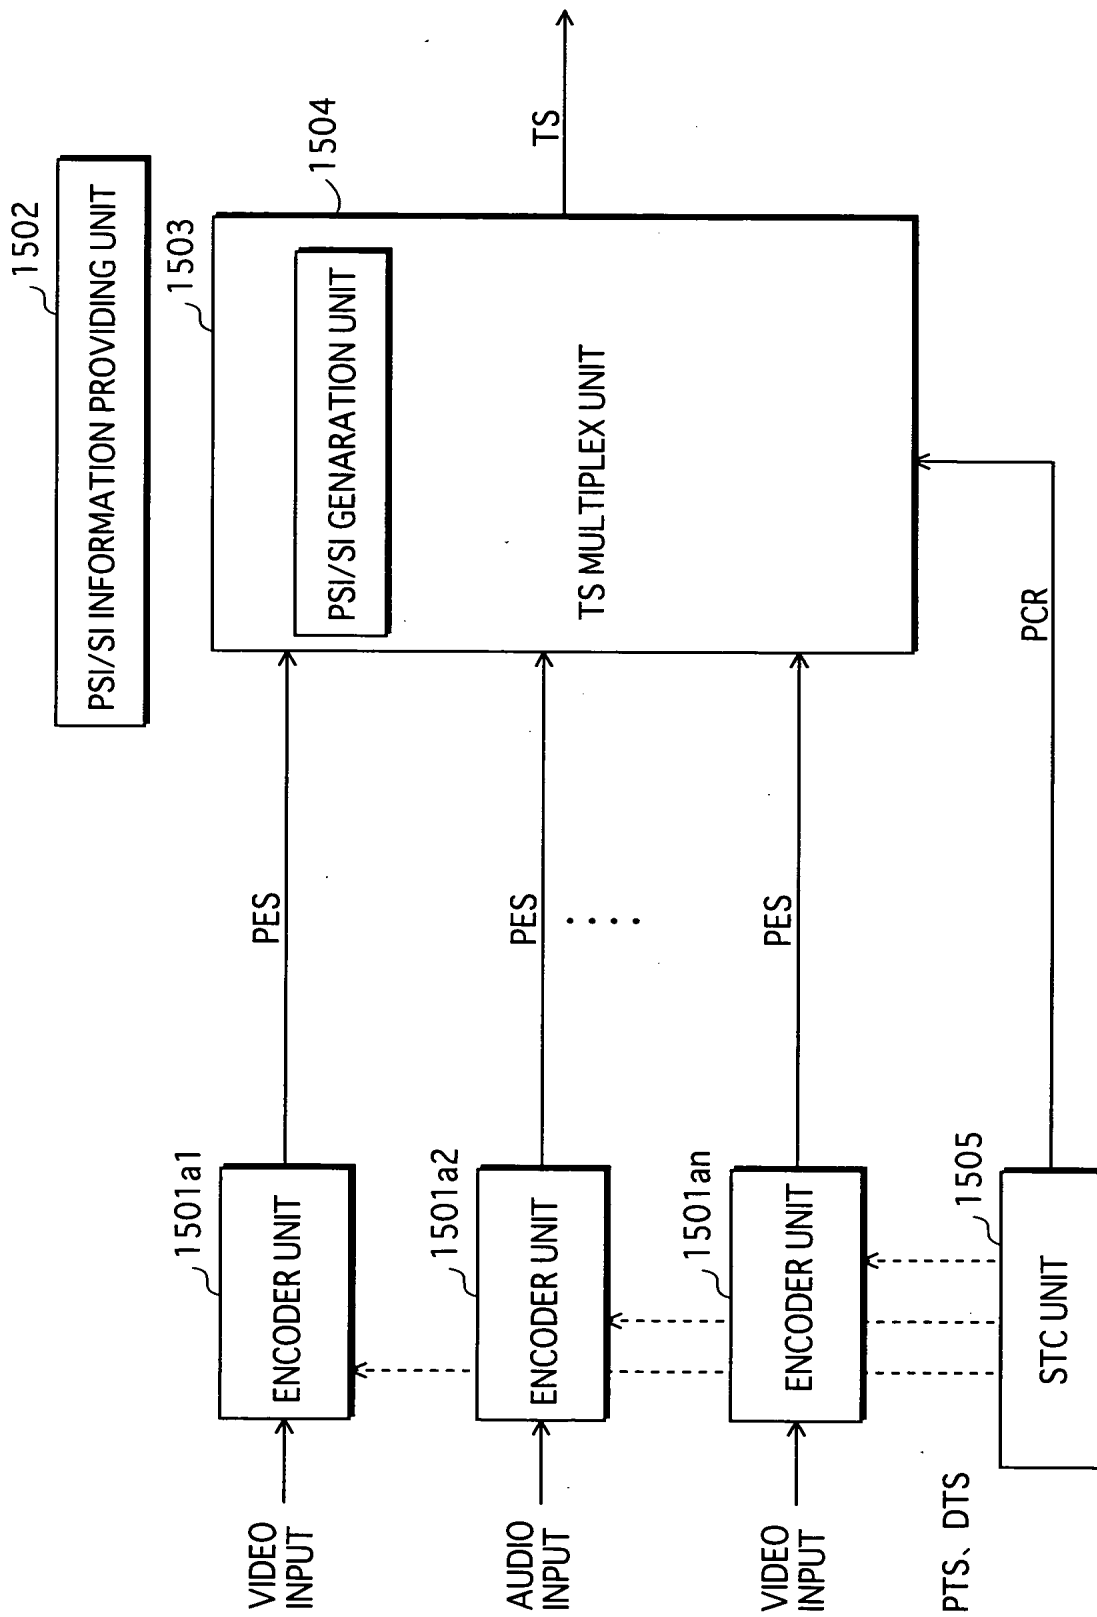 1502
PSI/SI INFORMATION PROVIDING UNIT
1503
1504
PSI/SI GENARATION UNIT
TS MULTIPLEX UNIT
TS
VIDEO
INPUT
1501a1
ENCODER UNIT
PES
AUDIO
INPUT
1501a2
ENCODER UNIT
PES
....
VIDEO
INPUT
1501an
ENCODER UNIT
PES
PTS、DTS
1505
STC UNIT
PCR